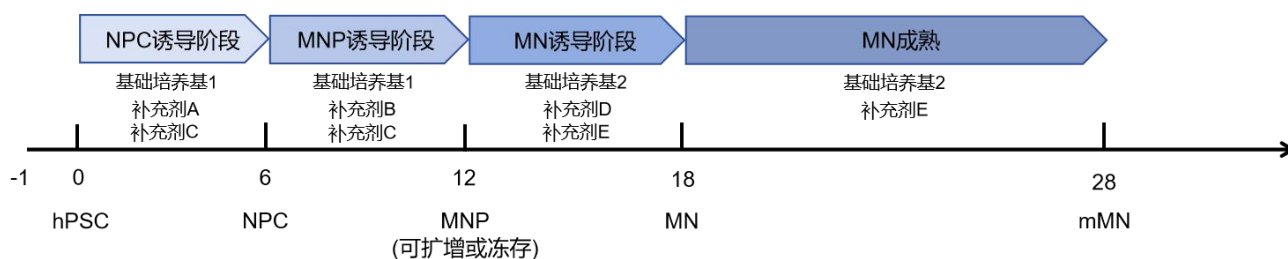 NPC诱导阶段 MNP诱导阶段 MN诱导阶段 MN成熟
基础培养基1 基础培养基1 基础培养基2 基础培养基2
补充剂A 补充剂B 补充剂D 补充剂E
补充剂C 补充剂C 补充剂E
-1 0 6 12 18 28
hPSC NPC MNP MN mMN
(可扩增或冻存)